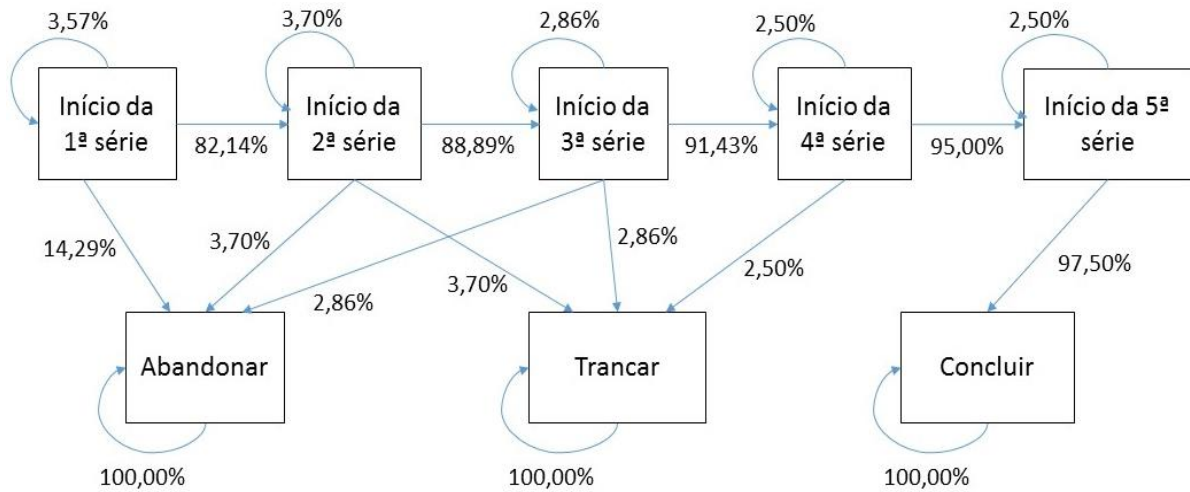 3,57%
3,70%
2,86%
2,50%
2,50%
Início da
1ª série
Início da
2ª série
Início da
3ª série
Início da
4ª série
Início da 5ª
série
82,14%
88,89%
91,43%
95,00%
14,29%
3,70%
3,70%
2,86%
2,86%
2,50%
97,50%
Abandonar
Trancar
Concluir
100,00%
100,00%
100,00%